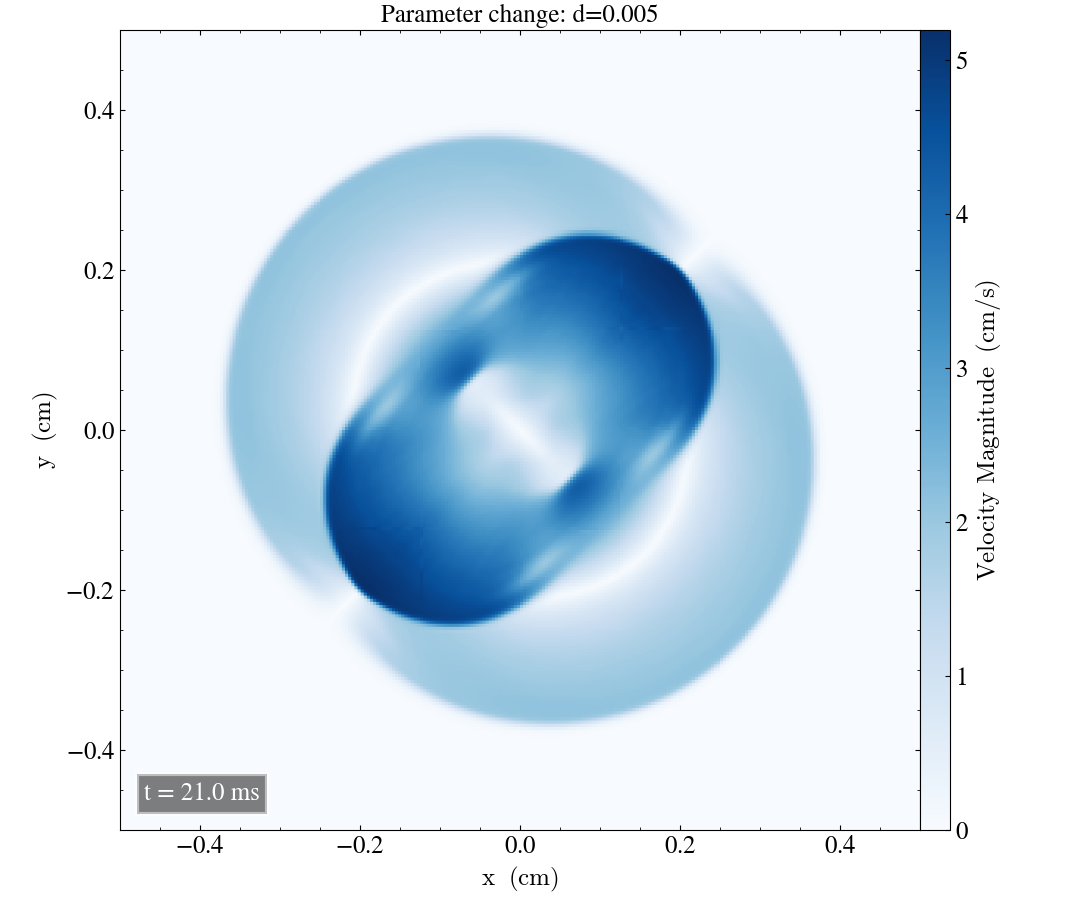 Parameter change: d=0.005
0.4
0.2
0.0
−0.2
−0.4
y (cm)
−0.4 −0.2 0.0 0.2 0.4
x (cm)
t = 21.0 ms
5
4
3
2
1
0
Velocity Magnitude (cm/s)